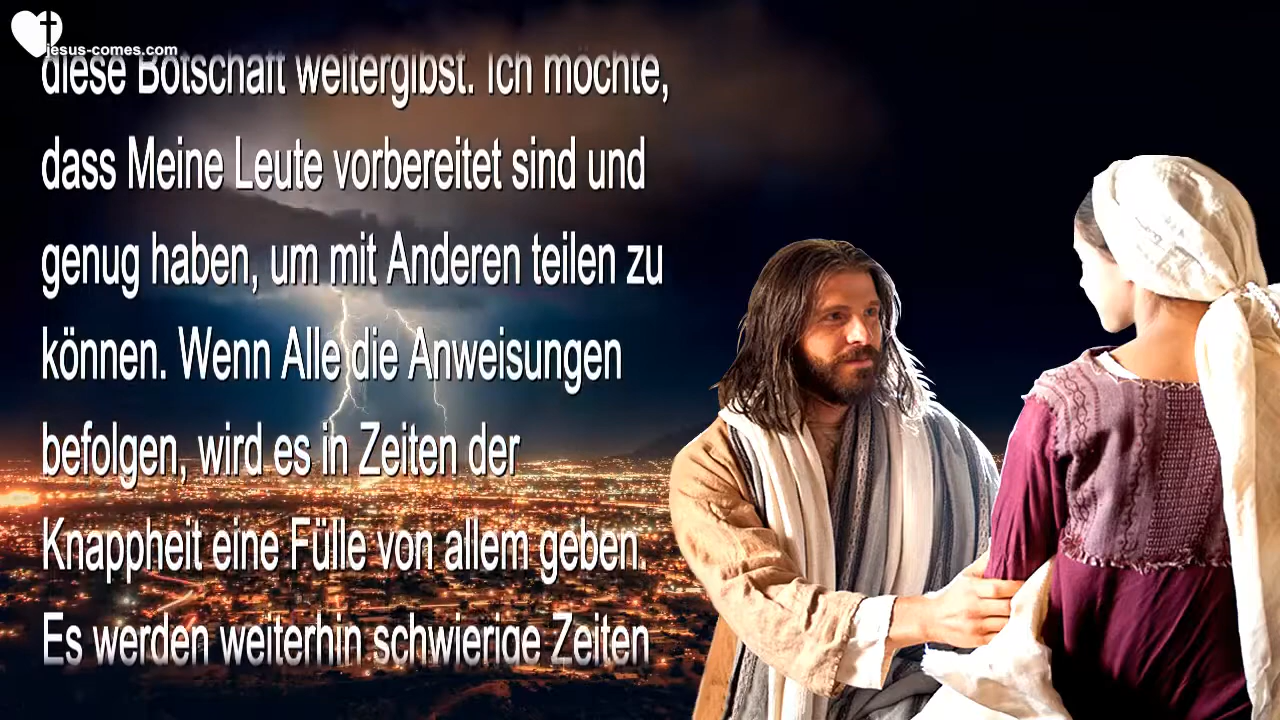 jesus-comes.com
diese Botschaft weitergibst. Ich möchte,
dass Meine Leute vorbereitet sind und
genug haben, um mit Anderen teilen zu
können. Wenn Alle die Anweisungen
befolgen, wird es in Zeiten der
Knappheit eine Fülle von allem geben.
Es werden weiterhin schwierige Zeiten